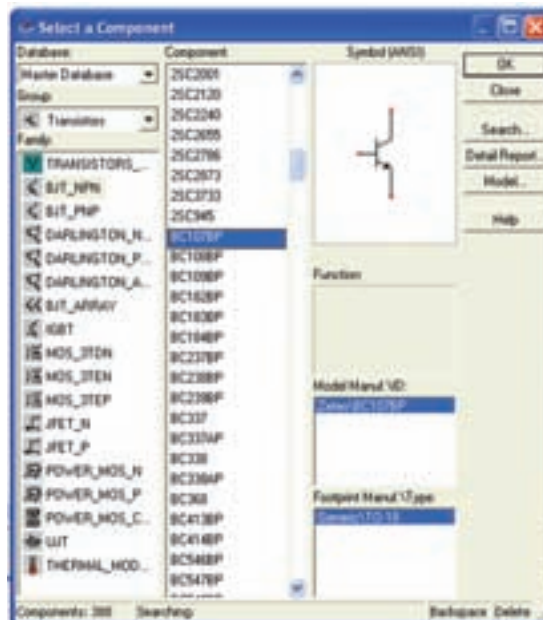 Select a Component
Database:
Master Database
Group:
Transistors
Family:
TRANSISTORS_...
BJT_NPN
BJT_PNP
DARLINGTON_N...
DARLINGTON_P...
DARLINGTON_A...
BJT_ARRAY
IGBT
MOS_3TDN
MOS_3TEN
MOS_3TEP
JFET_N
JFET_P
POWER_MOS_N
POWER_MOS_P
POWER_MOS_C...
UJT
THERMAL_MOD...
Component
2SC2001
2SC2120
2SC2240
2SC2655
2SC2786
2SC2873
2SC3733
2SC945
BC107BP
BC108BP
BC109BP
BC182BP
BC183BP
BC184BP
BC237BP
BC238BP
BC239BP
BC337
BC337AP
BC338
BC338AP
BC368
BC413BP
BC414BP
BC546BP
BC547BP
Symbol (ANSI)
Function
Model Manuf.\ID:
Zetex\BC107BP
Footprint Manuf.\Type:
Generic\TO-18
OK
Close
Search...
Detail Report...
Model...
Help
Components: 388
Searching:
Backspace Delete